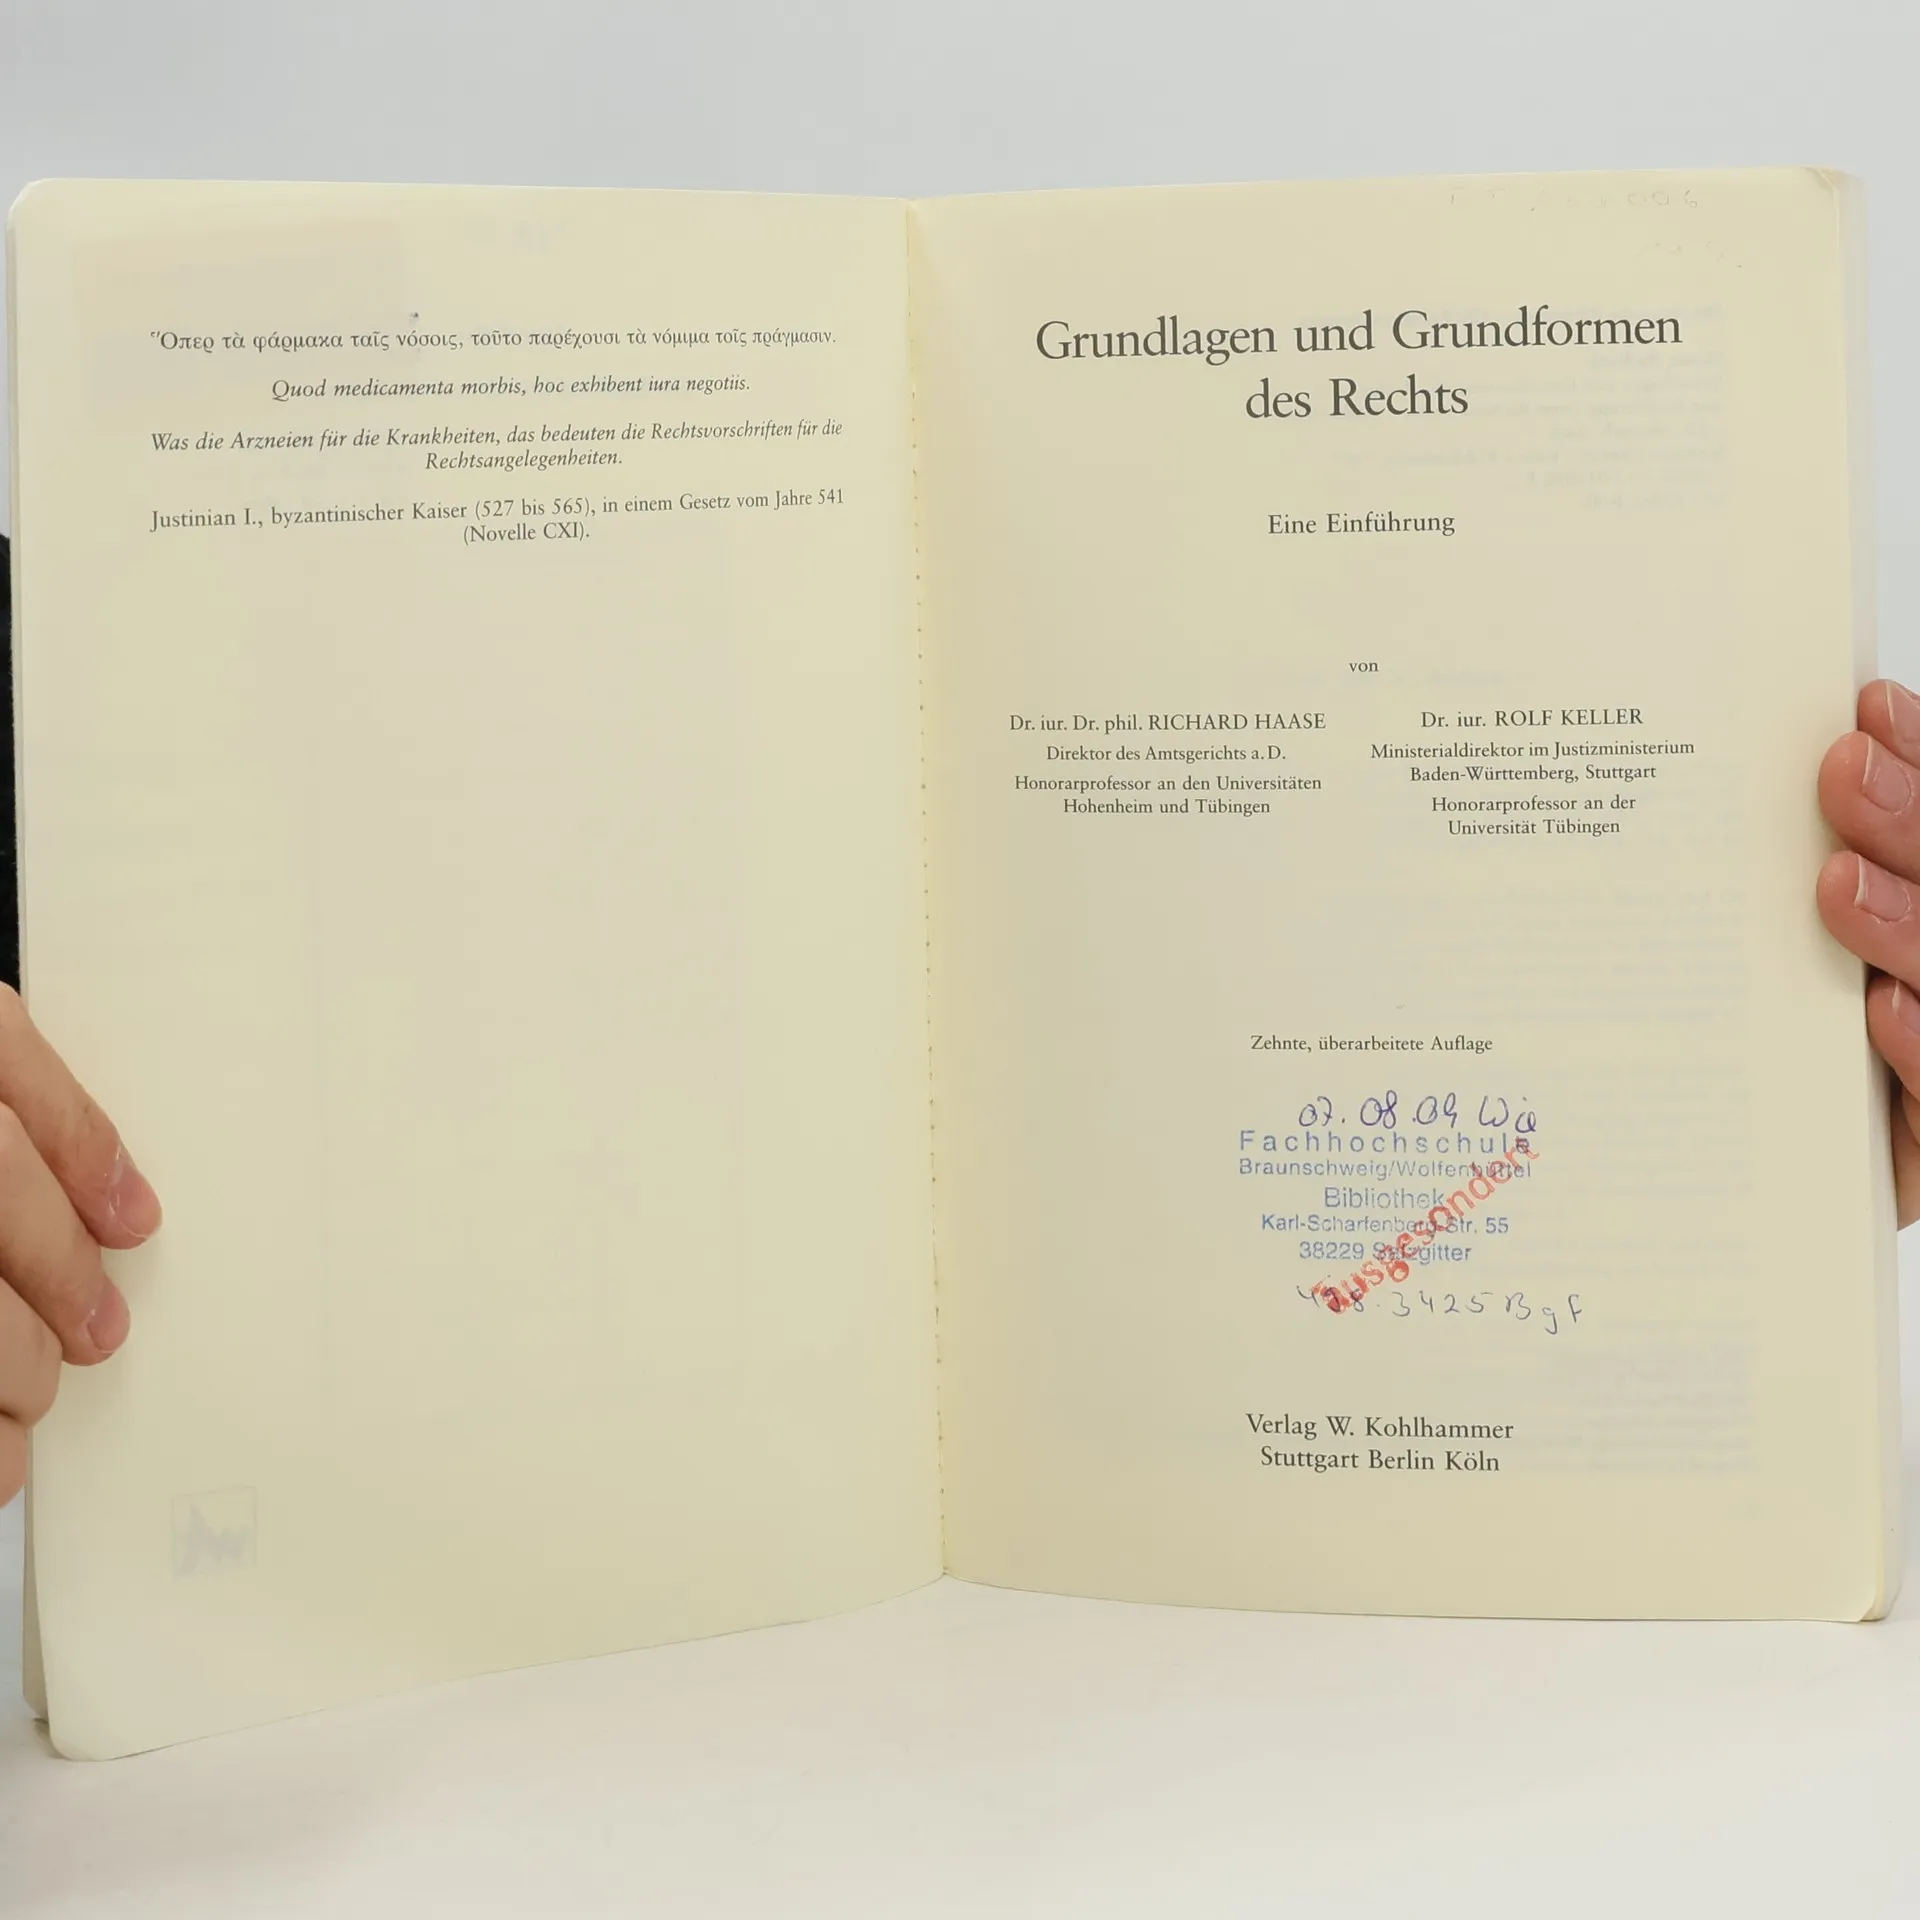 Ὅπερ τὰ φάρμακα ταῖς νόσοις, τοῦτο παρέχουσι τὰ νόμιμα τοῖς πράγμασιν.
Quod medicamenta morbis, hoc exhibent iura negotiis.
Was die Arzneien für die Krankheiten, das bedeuten die Rechtsvorschriften für die
Rechtsangelegenheiten.
Justinian I., byzantinischer Kaiser (527 bis 565), in einem Gesetz vom Jahre 541
(Novelle CXI).
Grundlagen und Grundformen
des Rechts
Eine Einführung
von
Dr. iur. Dr. phil. RICHARD HAASE
Direktor des Amtsgerichts a. D.
Honorarprofessor an den Universitäten
Hohenheim und Tübingen
Dr. iur. ROLF KELLER
Ministerialdirektor im Justizministerium
Baden-Württemberg, Stuttgart
Honorarprofessor an der
Universität Tübingen
Zehnte, überarbeitete Auflage
07.08.09
Fachhochschule
Braunschweig/Wolfenbüttel
Bibliothek
Karl-Scharfenberg-Str. 55
38229 Salzgitter
Ausgesondert
3425
Verlag W. Kohlhammer
Stuttgart Berlin Köln